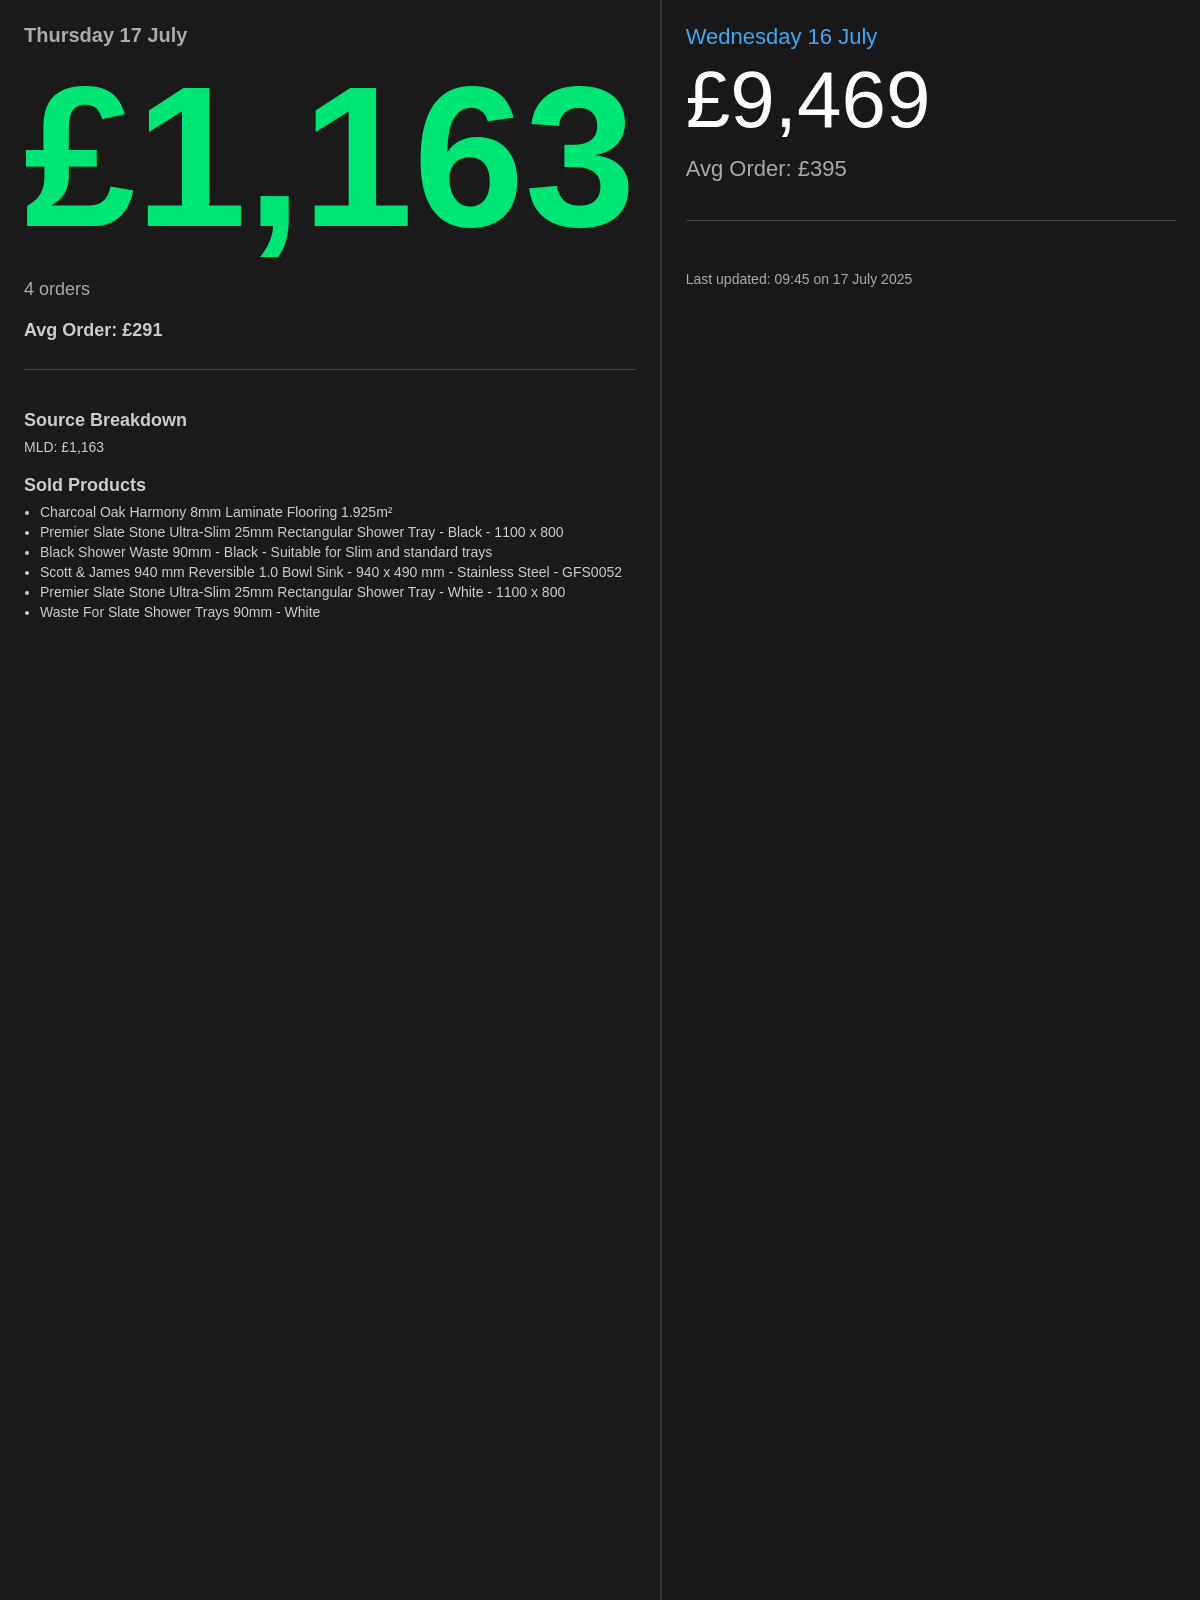 Thursday 17 July
£1,163
4 orders
Avg Order: £291
Source Breakdown
MLD: £1,163
Sold Products
• Charcoal Oak Harmony 8mm Laminate Flooring 1.925m²
• Premier Slate Stone Ultra-Slim 25mm Rectangular Shower Tray - Black - 1100 x 800
• Black Shower Waste 90mm - Black - Suitable for Slim and standard trays
• Scott & James 940 mm Reversible 1.0 Bowl Sink - 940 x 490 mm - Stainless Steel - GFS0052
• Premier Slate Stone Ultra-Slim 25mm Rectangular Shower Tray - White - 1100 x 800
• Waste For Slate Shower Trays 90mm - White
Wednesday 16 July
£9,469
Avg Order: £395
Last updated: 09:45 on 17 July 2025